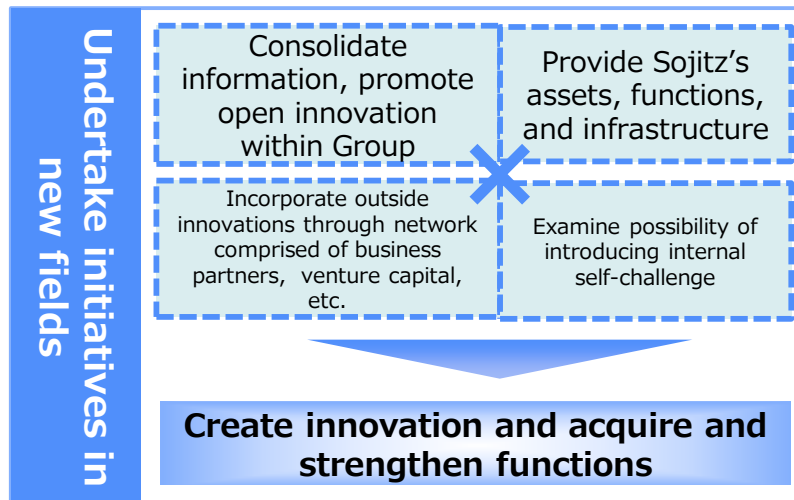 Undertake initiatives in
new fields
Consolidate
information, promote
open innovation
within Group
Provide Sojitz’s
assets, functions,
and infrastructure
Incorporate outside
innovations through network
comprised of business
partners, venture capital,
etc.
Examine possibility of
introducing internal
self-challenge
Create innovation and acquire and
strengthen functions